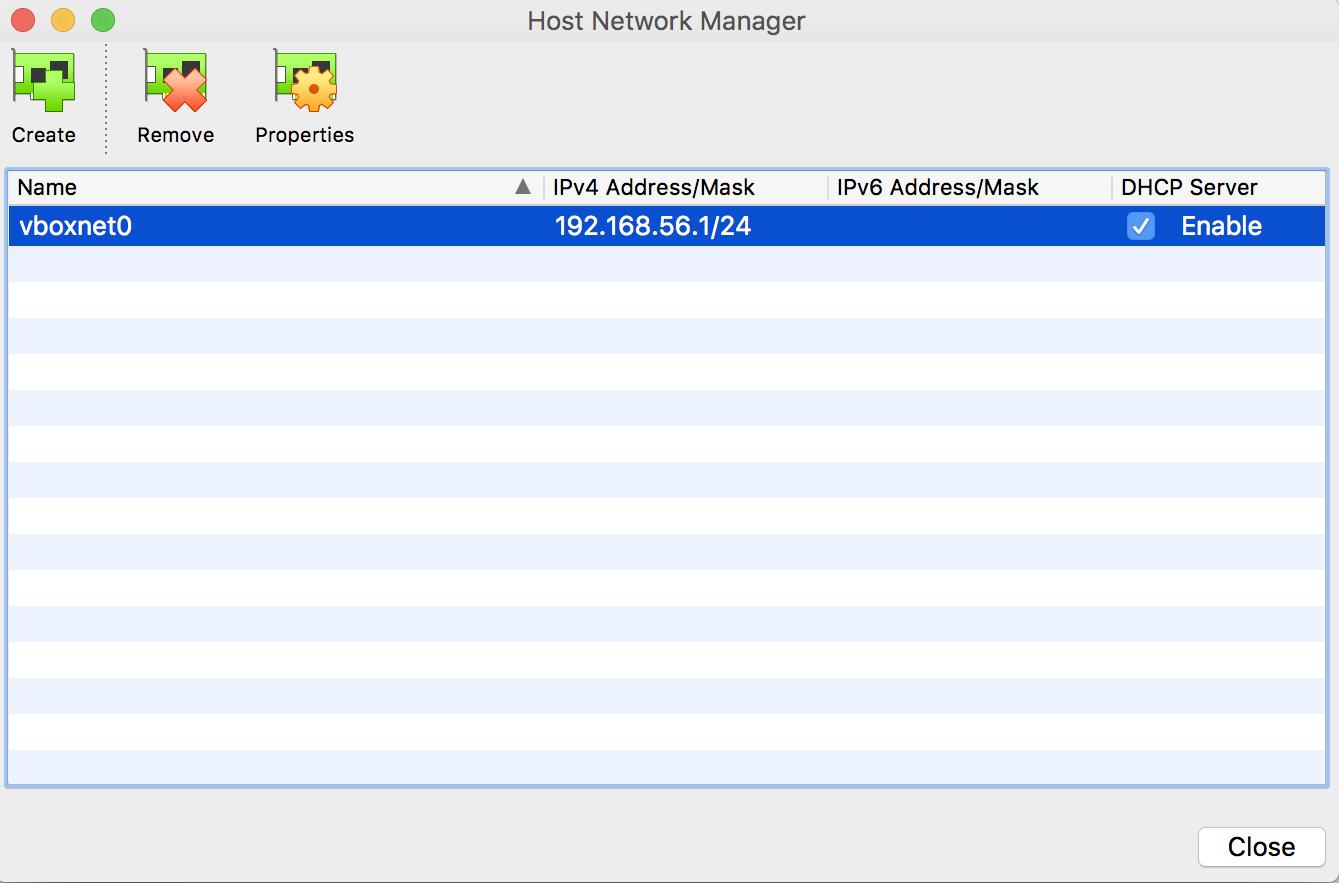 Host Network Manager
Create Remove Properties
Name IPv4 Address/Mask IPv6 Address/Mask DHCP Server
vboxnet0 192.168.56.1/24 Enable
Close